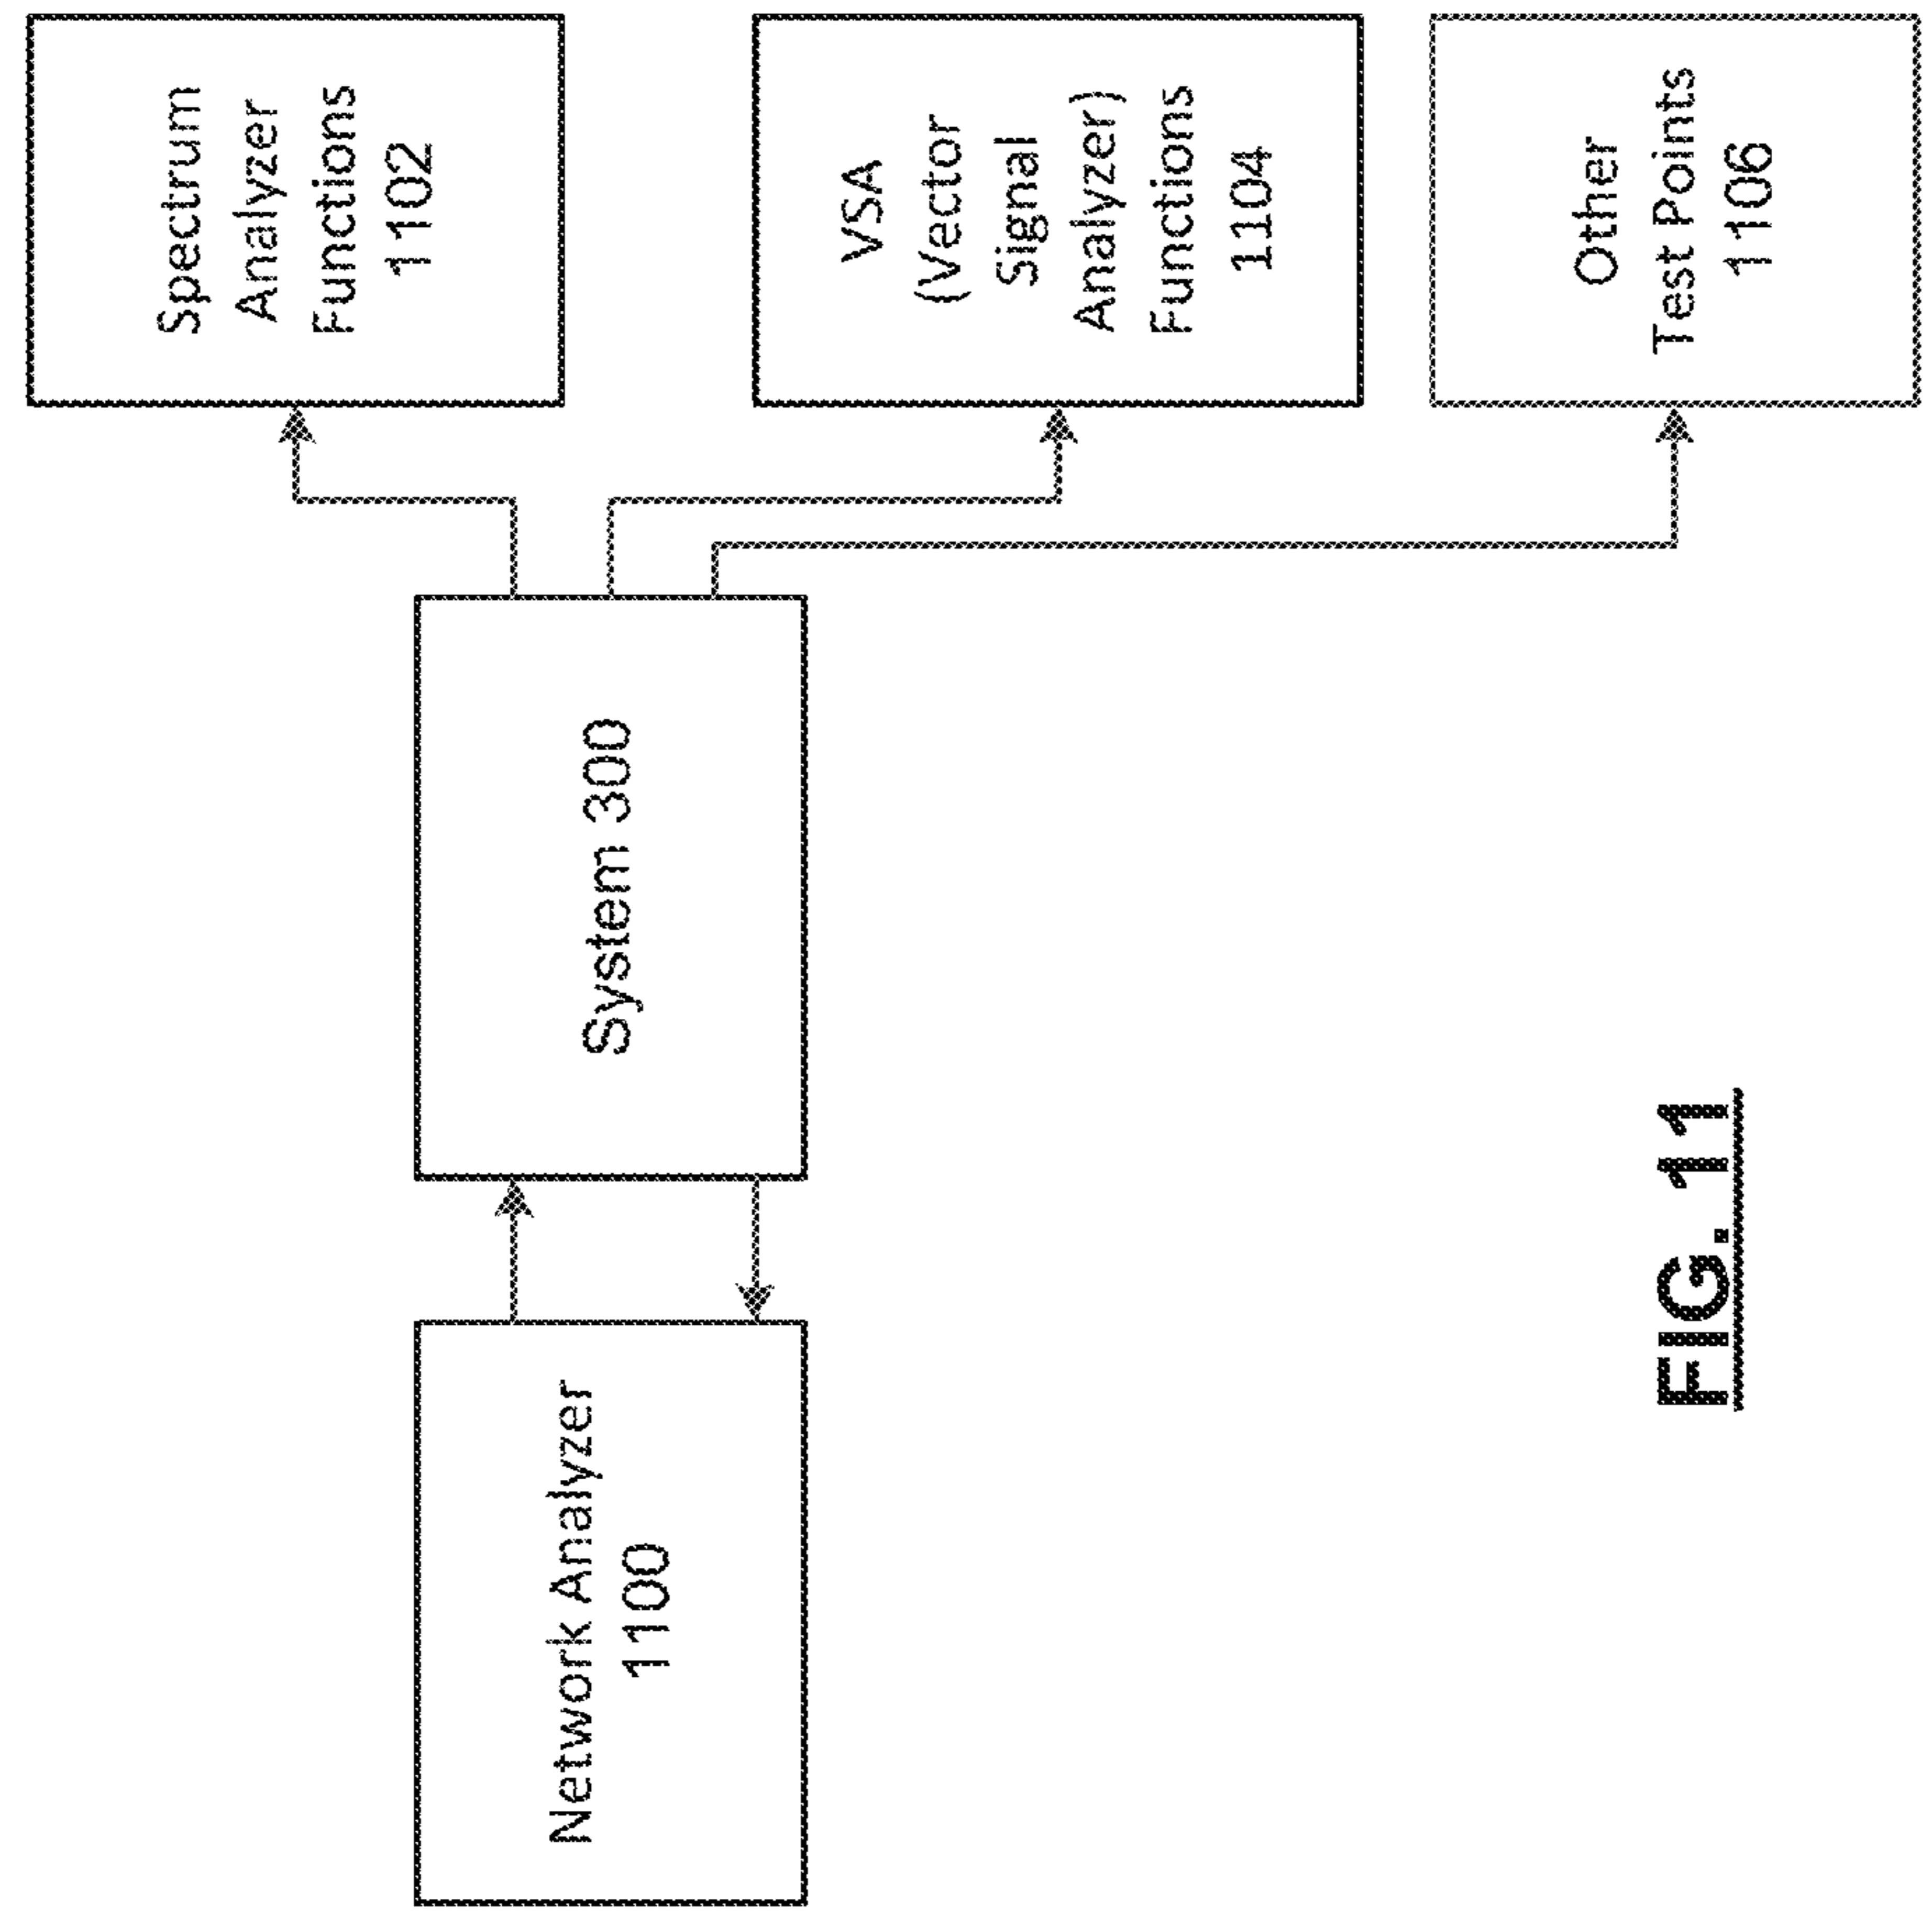 Network Analyzer
1100
System 300
Spectrum
Analyzer
Functions
1102
VSA
(Vector
Signal
Analyzer)
Functions
1104
Other
Test Points
1106
FIG. 11